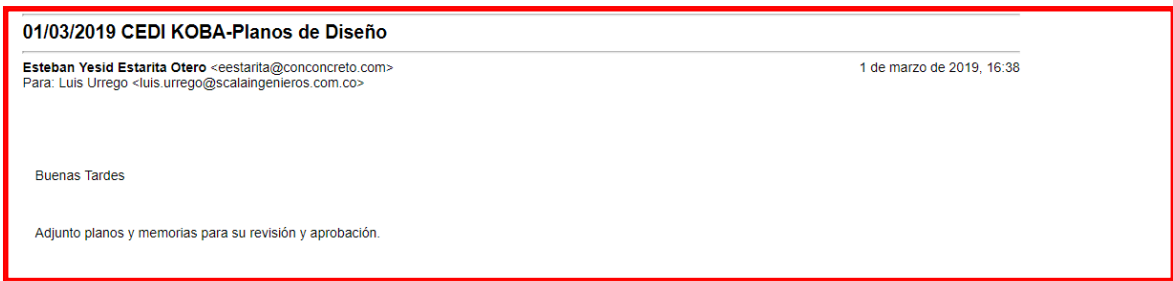 01/03/2019 CEDI KOBA-Planos de Diseño
Esteban Yesid Estarita Otero <eestarita@conconcreto.com> 1 de marzo de 2019, 16:38
Para: Luis Urrego <luis.urrego@scalaingenieros.com.co>
Buenas Tardes
Adjunto planos y memorias para su revisión y aprobación.